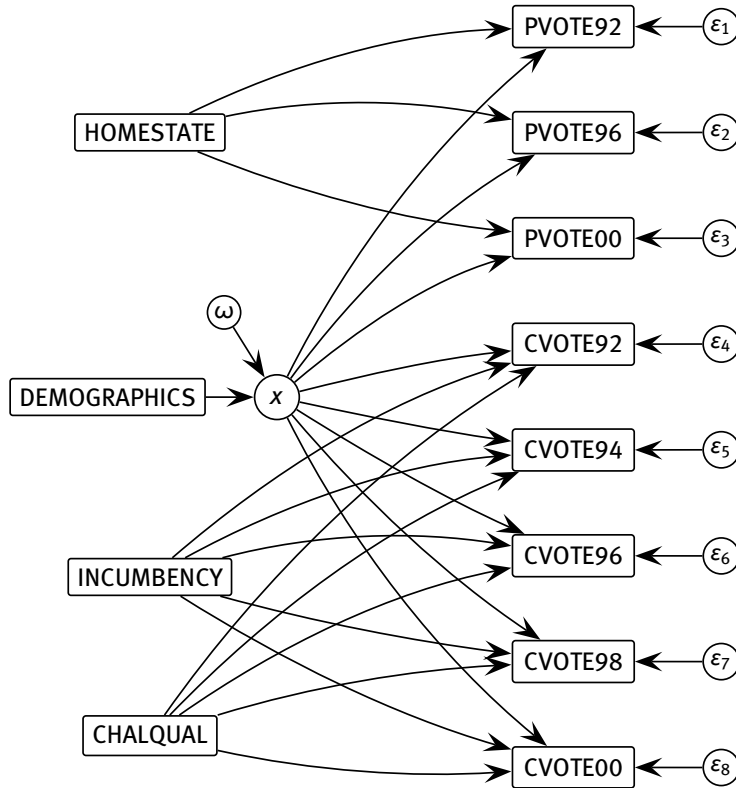 PVOTE92
ε1
HOMESTATE
PVOTE96
ε2
PVOTE00
ε3
ω
CVOTE92
ε4
DEMOGRAPHICS
x
CVOTE94
ε5
INCUMBENCY
CVOTE96
ε6
CVOTE98
ε7
CHALQUAL
CVOTE00
ε8